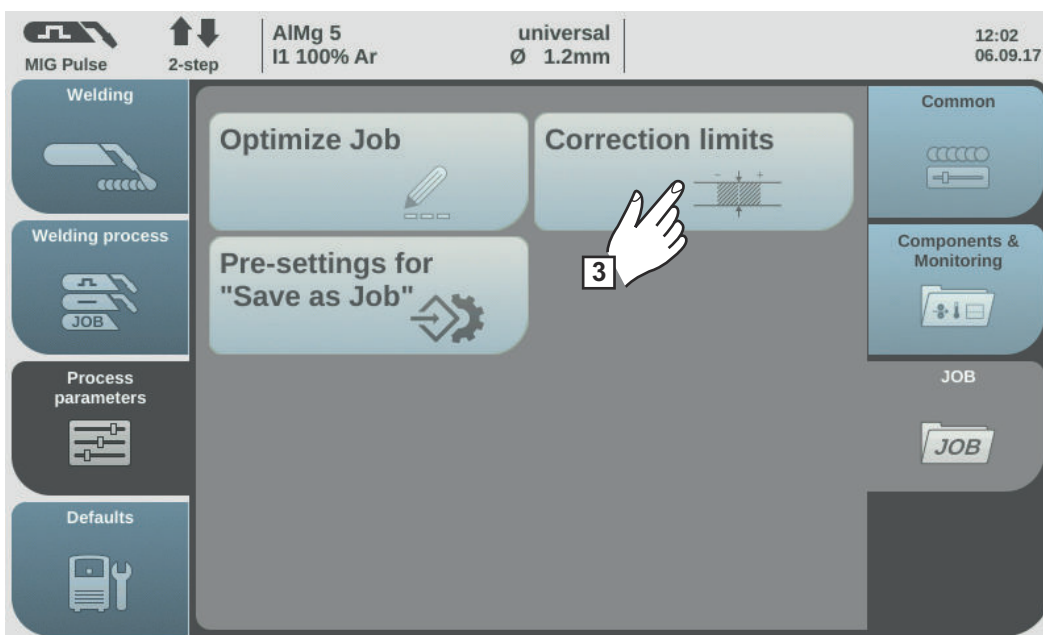 MIG Pulse
2-step
AlMg 5
I1 100% Ar
universal
Ø 1.2mm
12:02
06.09.17
Welding
Welding process
JOB
Process
parameters
Defaults
Optimize Job
Correction limits
- +
3
Pre-settings for
"Save as Job"
Common
Components &
Monitoring
JOB
JOB